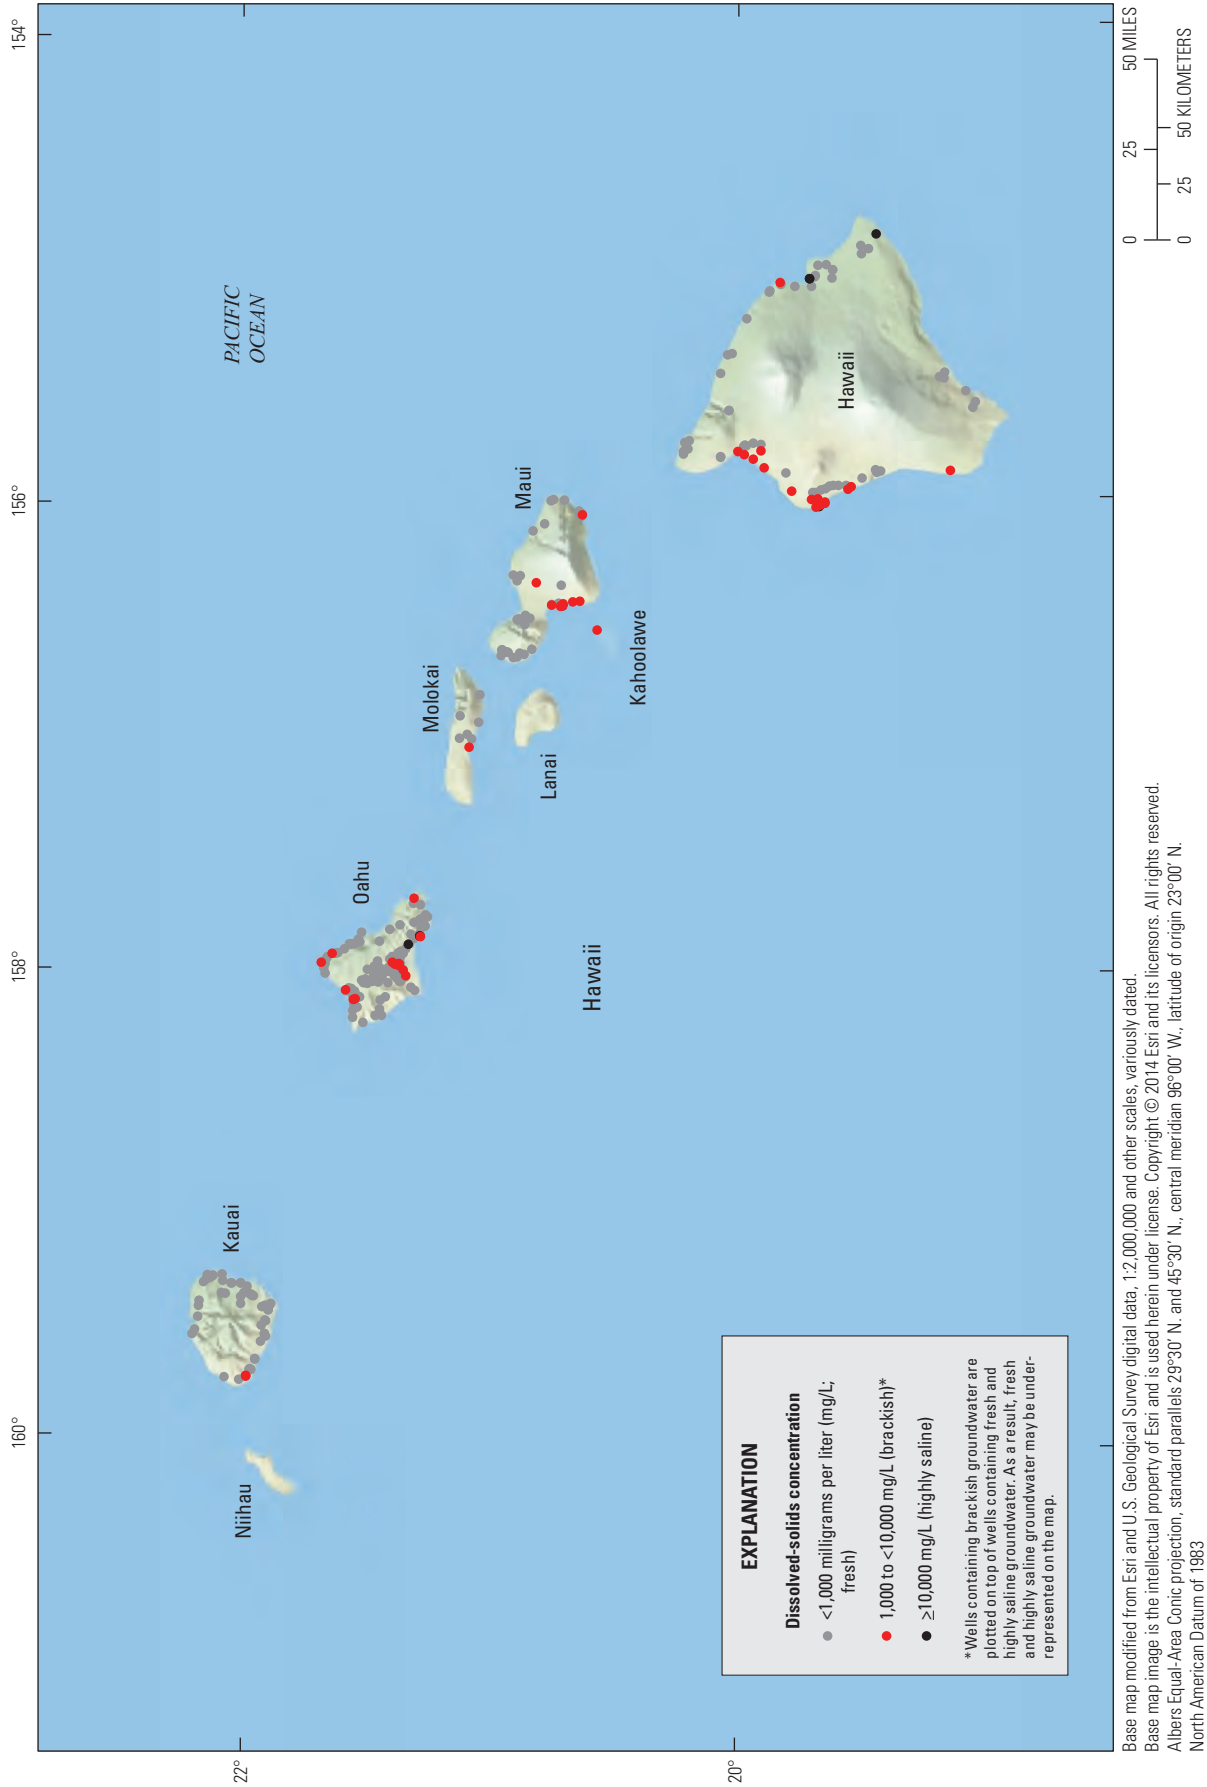 160°
158°
156°
154°
22°
20°
PACIFIC
OCEAN
Niihau
Kauai
Oahu
Molokai
Maui
Lanai
Kahoolawe
Hawaii
Hawaii
EXPLANATION
Dissolved-solids concentration
<1,000 milligrams per liter (mg/L;
fresh)
1,000 to <10,000 mg/L (brackish)*
≥10,000 mg/L (highly saline)
*Wells containing brackish groundwater are
plotted on top of wells containing fresh and
highly saline groundwater. As a result, fresh
and highly saline groundwater may be under-
represented on the map.
Base map modified from Esri and U.S. Geological Survey digital data, 1:2,000,000 and other scales, variously dated.
Base map image is the intellectual property of Esri and is used herein under license. Copyright © 2014 Esri and its licensors. All rights reserved.
Albers Equal-Area Conic projection, standard parallels 29°30′ N. and 45°30′ N., central meridian 96°00′ W., latitude of origin 23°00′ N.
North American Datum of 1983
0 25 50 MILES
0 25 50 KILOMETERS